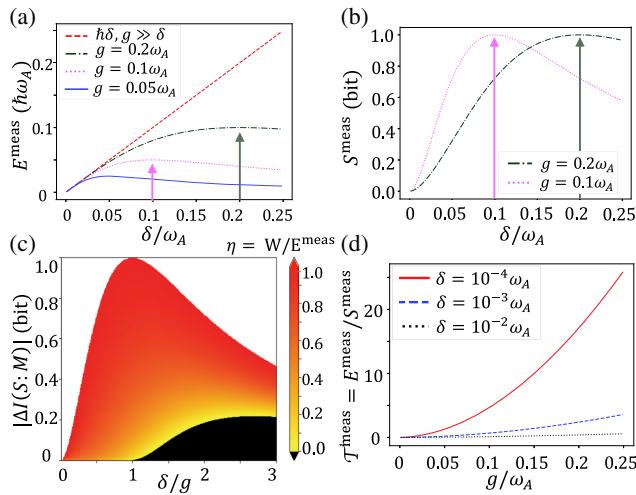 (a)
E^meas (ħω_A)
0.2
0.1
0
ħδ, g ≫ δ
g = 0.2ω_A
g = 0.1ω_A
g = 0.05ω_A
0 0.05 0.1 0.15 0.2 0.25
δ/ω_A
(b)
S^meas (bit)
1.0
0.8
0.6
0.4
0.2
0.0
g = 0.2ω_A
g = 0.1ω_A
0 0.05 0.1 0.15 0.2 0.25
δ/ω_A
(c)
η = W/E^meas
|ΔI(S: M)| (bit)
1.0
0.8
0.6
0.4
0.2
0
0 1 2 3
δ/g
1.0
0.8
0.6
0.4
0.2
0.0
(d)
𝒯^meas = E^meas/S^meas
20
10
0
δ = 10^−4 ω_A
δ = 10^−3 ω_A
δ = 10^−2 ω_A
0 0.05 0.1 0.15 0.2 0.25
g/ω_A